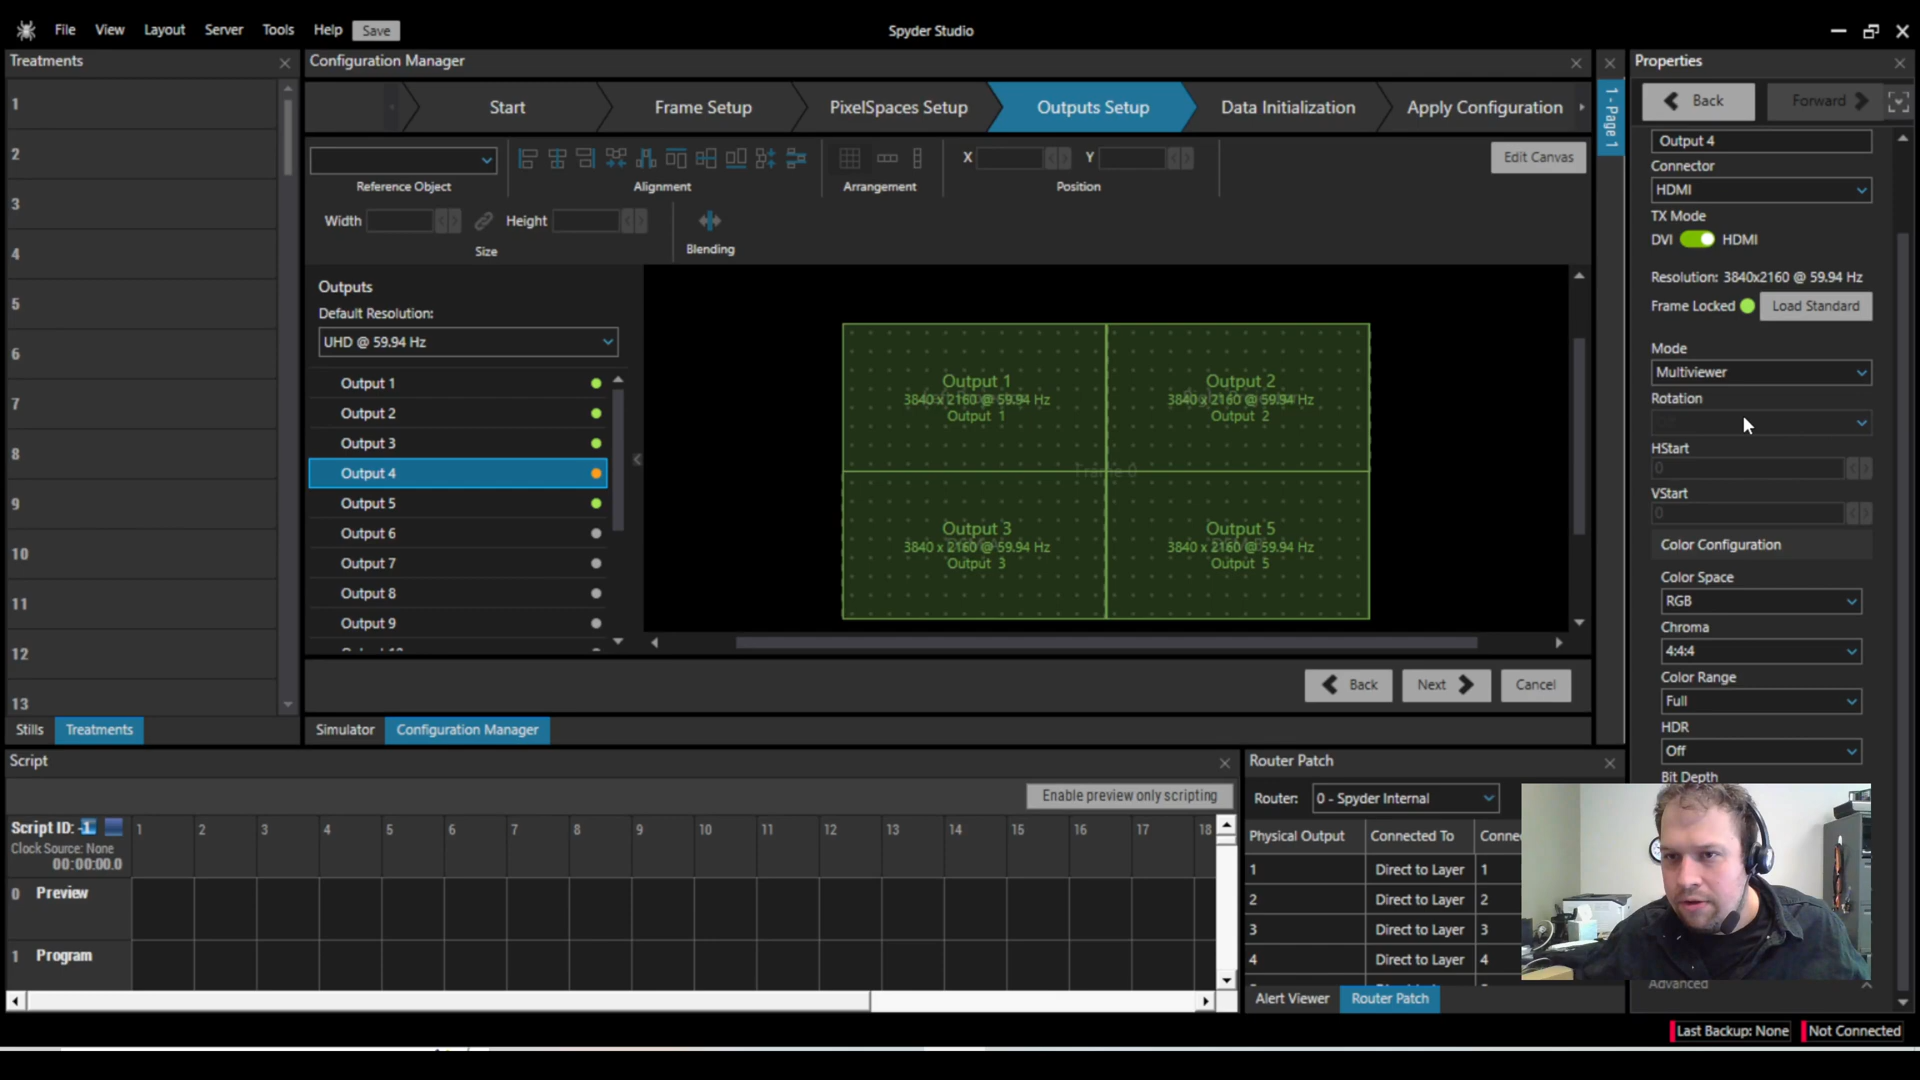 File View Layout Server Tools Help Save
Spyder Studio
Treatments
1
2
3
4
5
6
7
8
9
10
11
12
13
Stills Treatments
Configuration Manager
Start Frame Setup PixelSpaces Setup Outputs Setup Data Initialization Apply Configuration
Reference Object
Alignment
Arrangement
X Y
Position
Edit Canvas
Width Height
Size
Blending
Outputs
Default Resolution:
UHD @ 59.94 Hz
Output 1
Output 2
Output 3
Output 4
Output 5
Output 6
Output 7
Output 8
Output 9
Output 1
3840 x 2160 @ 59.94 Hz
Output 1
Output 2
3840 x 2160 @ 59.94 Hz
Output 2
Frame 0
Output 3
3840 x 2160 @ 59.94 Hz
Output 3
Output 5
3840 x 2160 @ 59.94 Hz
Output 5
Back Next Cancel
Simulator Configuration Manager
1 - Page 1
Properties
Back Forward
Output 4
Connector
HDMI
TX Mode
DVI HDMI
Resolution: 3840x2160 @ 59.94 Hz
Frame Locked Load Standard
Mode
Multiviewer
Rotation
HStart
0
VStart
0
Color Configuration
Color Space
RGB
Chroma
4:4:4
Color Range
Full
HDR
Off
Bit Depth
Advanced
Script
Enable preview only scripting
Script ID: -1
Clock Source: None
00:00:00.0
1 2 3 4 5 6 7 8 9 10 11 12 13 14 15 16 17 18
0 Preview
1 Program
Router Patch
Router: 0 - Spyder Internal
Physical Output Connected To Conne
1 Direct to Layer 1
2 Direct to Layer 2
3 Direct to Layer 3
4 Direct to Layer 4
Alert Viewer Router Patch
Last Backup: None Not Connected